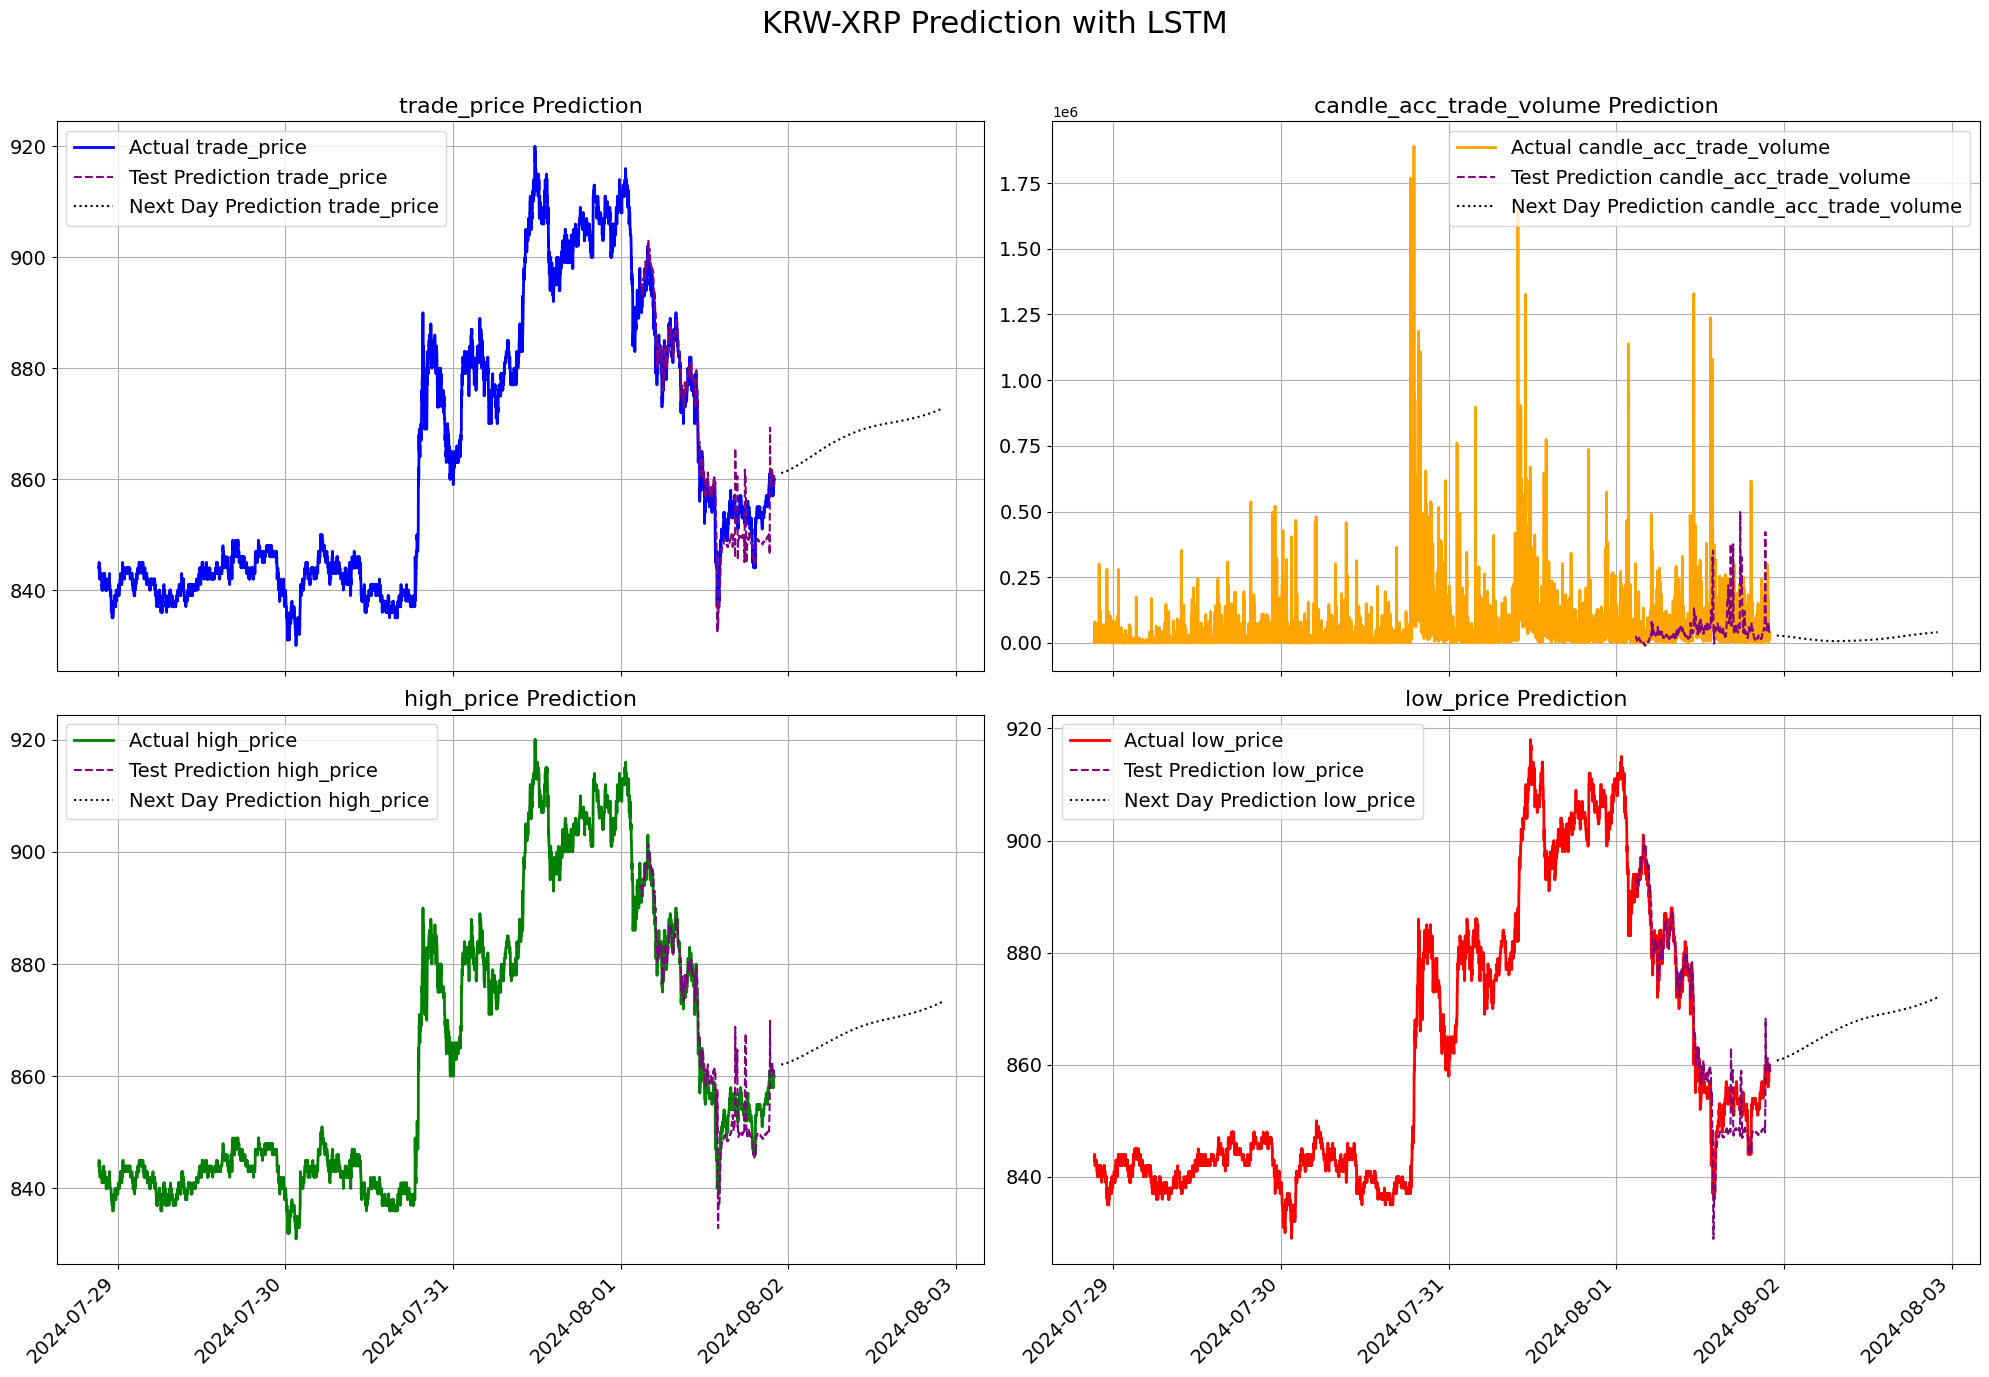 KRW-XRP Prediction with LSTM
trade_price Prediction
920
900
880
860
840
Actual trade_price
Test Prediction trade_price
Next Day Prediction trade_price
candle_acc_trade_volume Prediction
1e6
1.75
1.50
1.25
1.00
0.75
0.50
0.25
0.00
Actual candle_acc_trade_volume
Test Prediction candle_acc_trade_volume
Next Day Prediction candle_acc_trade_volume
high_price Prediction
920
900
880
860
840
Actual high_price
Test Prediction high_price
Next Day Prediction high_price
2024-07-29
2024-07-30
2024-07-31
2024-08-01
2024-08-02
2024-08-03
low_price Prediction
920
900
880
860
840
Actual low_price
Test Prediction low_price
Next Day Prediction low_price
2024-07-29
2024-07-30
2024-07-31
2024-08-01
2024-08-02
2024-08-03